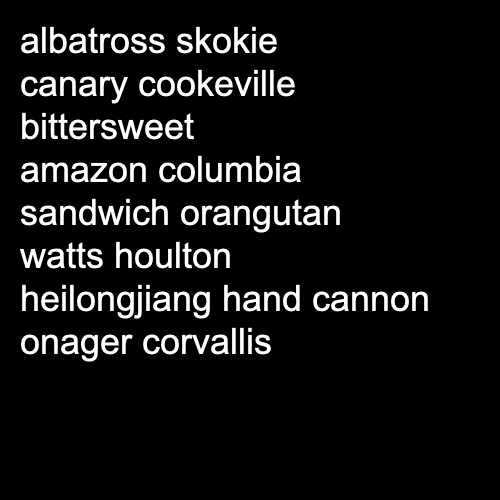 albatross skokie
canary cookeville
bittersweet
amazon columbia
sandwich orangutan
watts houlton
heilongjiang hand cannon
onager corvallis